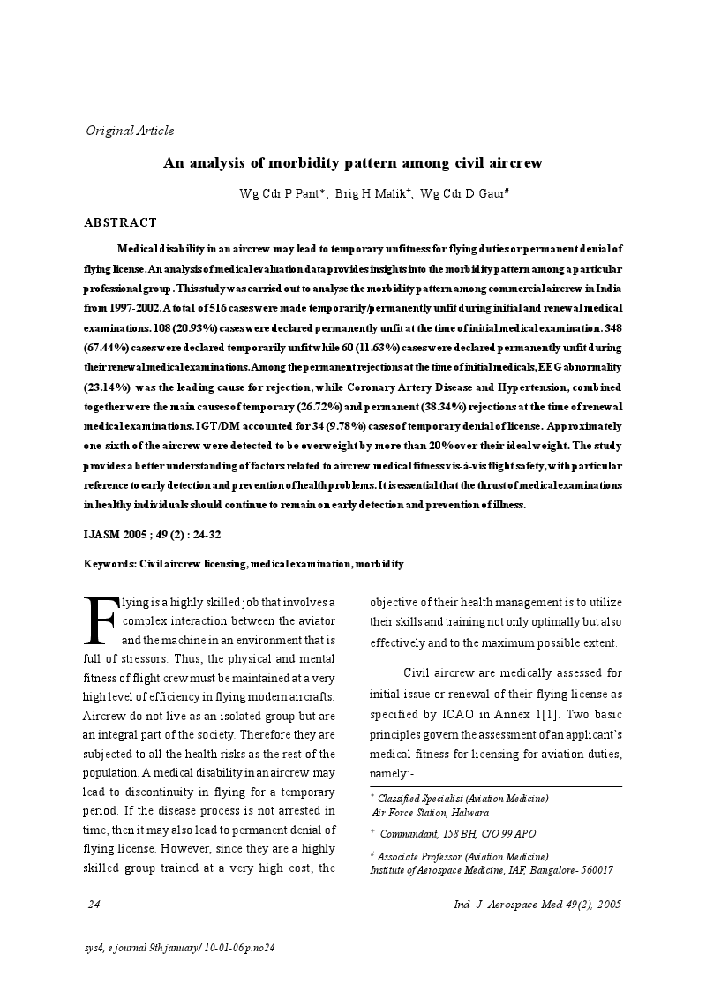 Original Article
An analysis of morbidity pattern among civil aircrew
Wg Cdr P Pant*, Brig H Malik+, Wg Cdr D Gaur#
ABSTRACT
Medical disability in an aircrew may lead to temporary unfitness for flying duties or permanent denial of
flying license. An analysis of medical evaluation data provides insights into the morbidity pattern among a particular
professional group. This study was carried out to analyse the morbidity pattern among commercial aircrew in India
from 1997-2002. A total of 516 cases were made temporarily/permanently unfit during initial and renewal medical
examinations. 108 (20.93%) cases were declared permanently unfit at the time of initial medical examination. 348
(67.44%) cases were declared temporarily unfit while 60 (11.63%) cases were declared permanently unfit during
their renewal medical examinations. Among the permanent rejections at the time of initial medicals, EEG abnormality
(23.14%) was the leading cause for rejection, while Coronary Artery Disease and Hypertension, combined
together were the main causes of temporary (26.72%) and permanent (38.34%) rejections at the time of renewal
medical examinations. IGT/DM accounted for 34 (9.78%) cases of temporary denial of license. Approximately
one-sixth of the aircrew were detected to be overweight by more than 20% over their ideal weight. The study
provides a better understanding of factors related to aircrew medical fitness vis-à-vis flight safety, with particular
reference to early detection and prevention of health problems. It is essential that the thrust of medical examinations
in healthy individuals should continue to remain on early detection and prevention of illness.
IJASM 2005 ; 49 (2) : 24-32
Keywords: Civil aircrew licensing, medical examination, morbidity
Flying is a highly skilled job that involves a
complex interaction between the aviator
and the machine in an environment that is
full of stressors. Thus, the physical and mental
fitness of flight crew must be maintained at a very
high level of efficiency in flying modern aircrafts.
Aircrew do not live as an isolated group but are
an integral part of the society. Therefore they are
subjected to all the health risks as the rest of the
population. A medical disability in an aircrew may
lead to discontinuity in flying for a temporary
period. If the disease process is not arrested in
time, then it may also lead to permanent denial of
flying license. However, since they are a highly
skilled group trained at a very high cost, the
objective of their health management is to utilize
their skills and training not only optimally but also
effectively and to the maximum possible extent.
Civil aircrew are medically assessed for
initial issue or renewal of their flying license as
specified by ICAO in Annex 1[1]. Two basic
principles govern the assessment of an applicant's
medical fitness for licensing for aviation duties,
namely:-
* Classified Specialist (Aviation Medicine)
Air Force Station, Halwara
+ Commandant, 158 BH, C/O 99 APO
# Associate Professor (Aviation Medicine)
Institute of Aerospace Medicine, IAF, Bangalore- 560017
24
Ind J Aerospace Med 49(2), 2005
sys4, e journal 9th january/ 10-01-06 p.no24